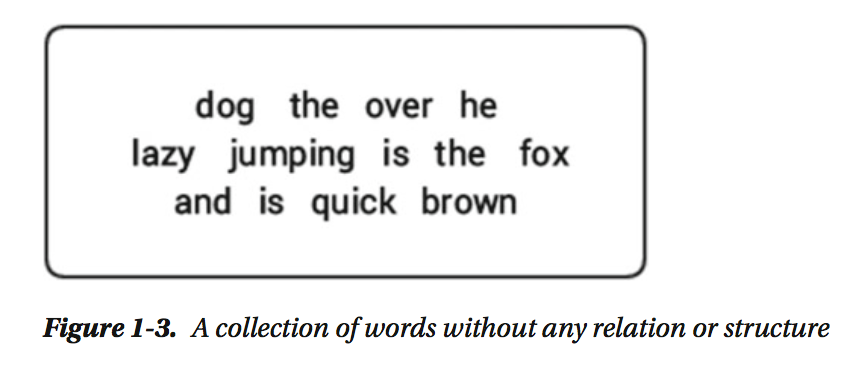 dog the over he
lazy jumping is the fox
and is quick brown
Figure 1-3. A collection of words without any relation or structure